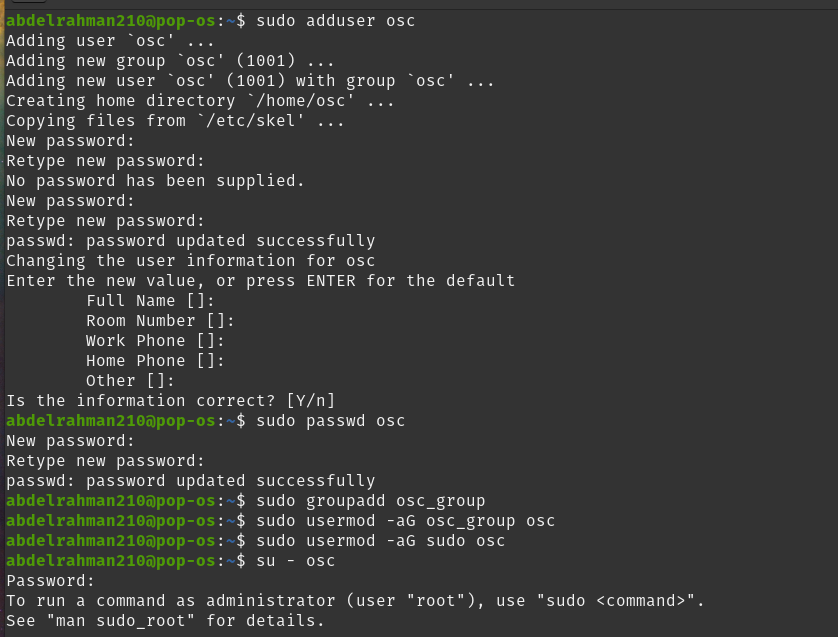 abdelrahman210@pop-os:~$ sudo adduser osc
Adding user `osc' ...
Adding new group `osc' (1001) ...
Adding new user `osc' (1001) with group `osc' ...
Creating home directory `/home/osc' ...
Copying files from `/etc/skel' ...
New password:
Retype new password:
No password has been supplied.
New password:
Retype new password:
passwd: password updated successfully
Changing the user information for osc
Enter the new value, or press ENTER for the default
        Full Name []:
        Room Number []:
        Work Phone []:
        Home Phone []:
        Other []:
Is the information correct? [Y/n]
abdelrahman210@pop-os:~$ sudo passwd osc
New password:
Retype new password:
passwd: password updated successfully
abdelrahman210@pop-os:~$ sudo groupadd osc_group
abdelrahman210@pop-os:~$ sudo usermod -aG osc_group osc
abdelrahman210@pop-os:~$ sudo usermod -aG sudo osc
abdelrahman210@pop-os:~$ su - osc
Password:
To run a command as administrator (user "root"), use "sudo <command>".
See "man sudo_root" for details.